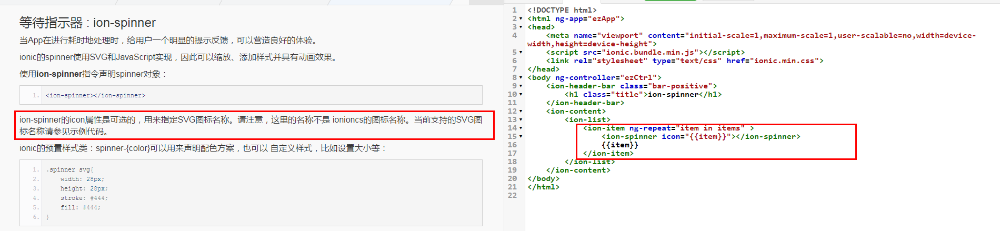 等待指示器 : ion-spinner
当App在进行耗时地处理时，给用户一个明显的提示反馈，可以营造良好的体验。
ionic的spinner使用SVG和JavaScript实现，因此可以缩放、添加样式并具有动画效果。
使用ion-spinner指令声明spinner对象：
1. <ion-spinner></ion-spinner>
ion-spinner的icon属性是可选的，用来指定SVG图标名称。请注意，这里的名称不是 ionioncs的图标名称。当前支持的SVG图
标名称请参见示例代码。
ionic的预置样式类：spinner-{color}可以用来声明配色方案，也可以 自定义样式，比如设置大小等：
1. .spinner svg{
2. width: 28px;
3. height: 28px;
4. stroke: #444;
5. fill: #444;
6. }
1 <!DOCTYPE html>
2 <html ng-app="ezApp">
3 <head>
4 <meta name="viewport" content="initial-scale=1,maximum-scale=1,user-scalable=no,width=device-
width,height=device-height">
5 <script src="ionic.bundle.min.js"></script>
6 <link rel="stylesheet" type="text/css" href="ionic.min.css">
7 </head>
8 <body ng-controller="ezCtrl">
9 <ion-header-bar class="bar-positive">
10 <h1 class="title">ion-spinner</h1>
11 </ion-header-bar>
12 <ion-content>
13 <ion-list>
14 <ion-item ng-repeat="item in items" >
15 <ion-spinner icon="{{item}}"></ion-spinner>
16 {{item}}
17 </ion-item>
18 </ion-list>
19 </ion-content>
20 </body>
21 </html>
22